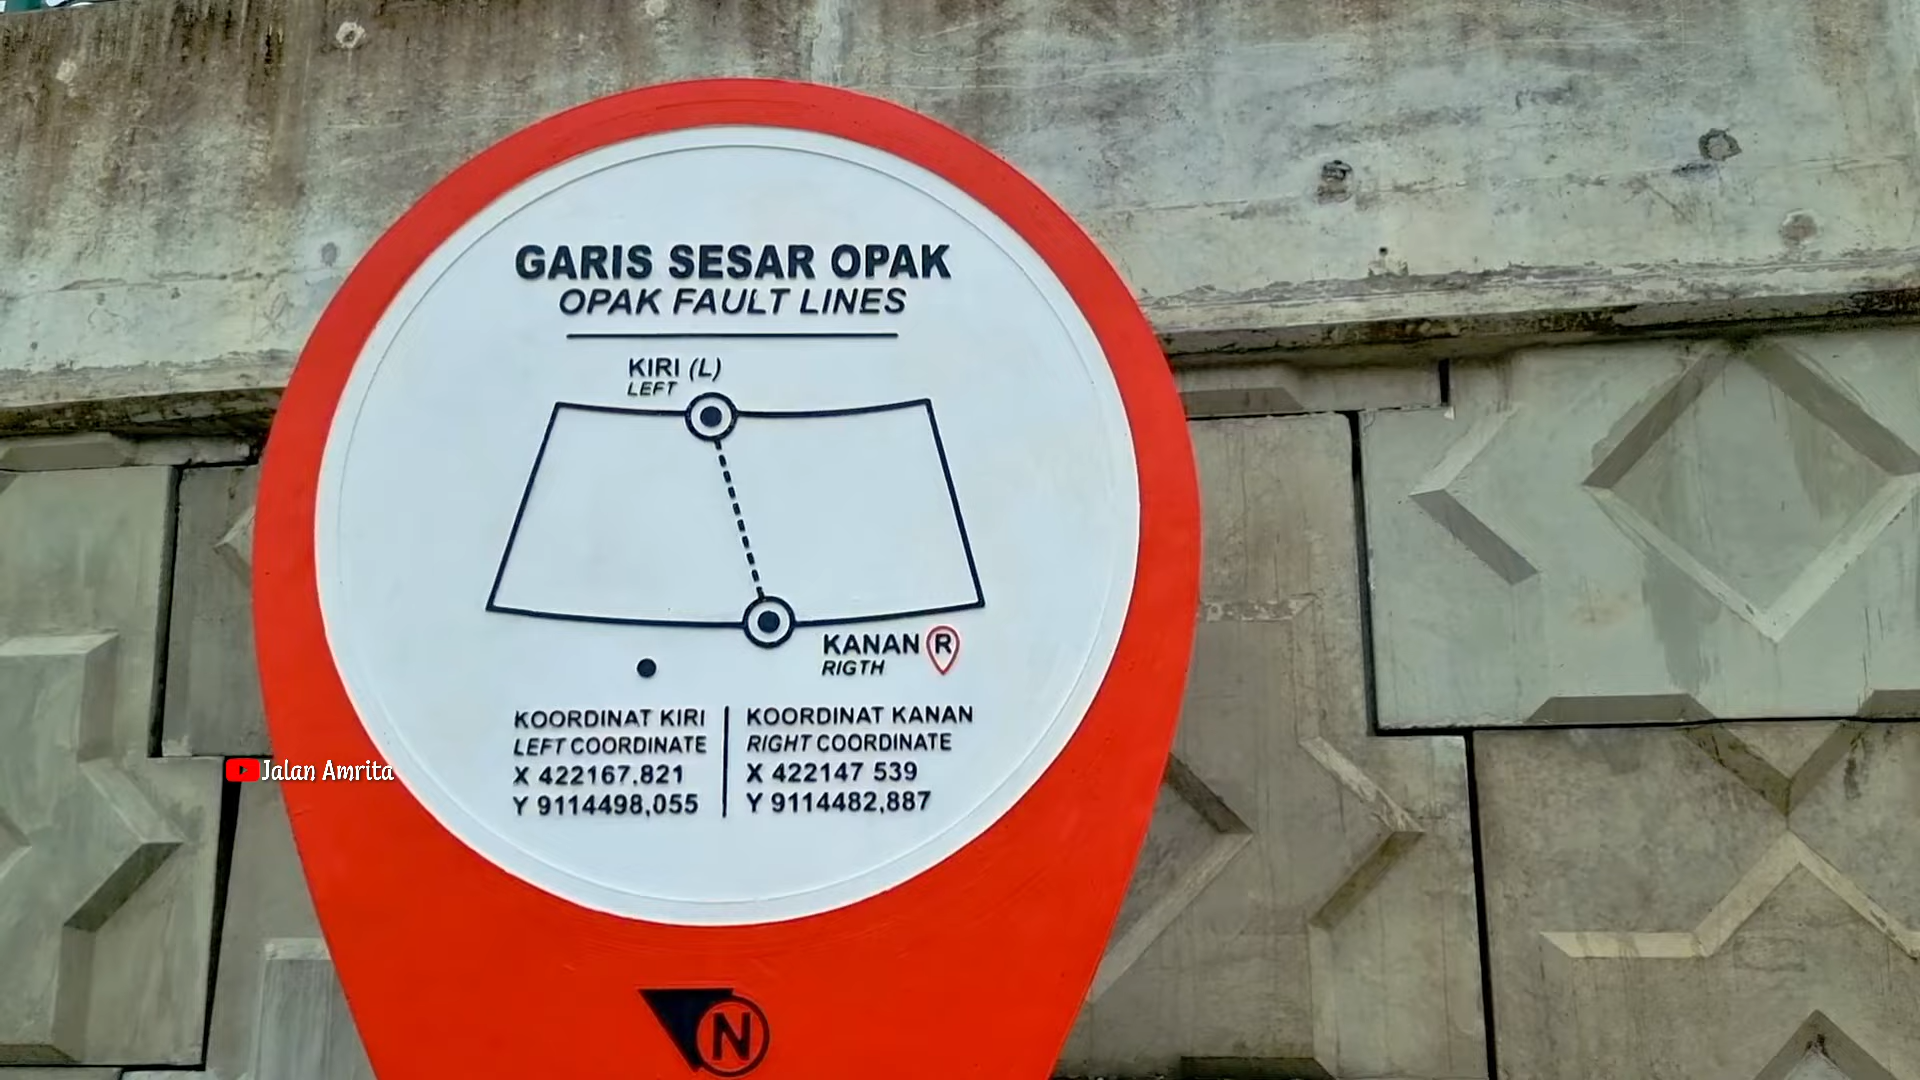 GARIS SESAR OPAK
OPAK FAULT LINES
KIRI (L)
LEFT
KANAN R
RIGTH
KOORDINAT KIRI
LEFT COORDINATE
X 422167,821
Y 9114498,055
KOORDINAT KANAN
RIGHT COORDINATE
X 422147 539
Y 9114482,887
Jalan Amrita
N